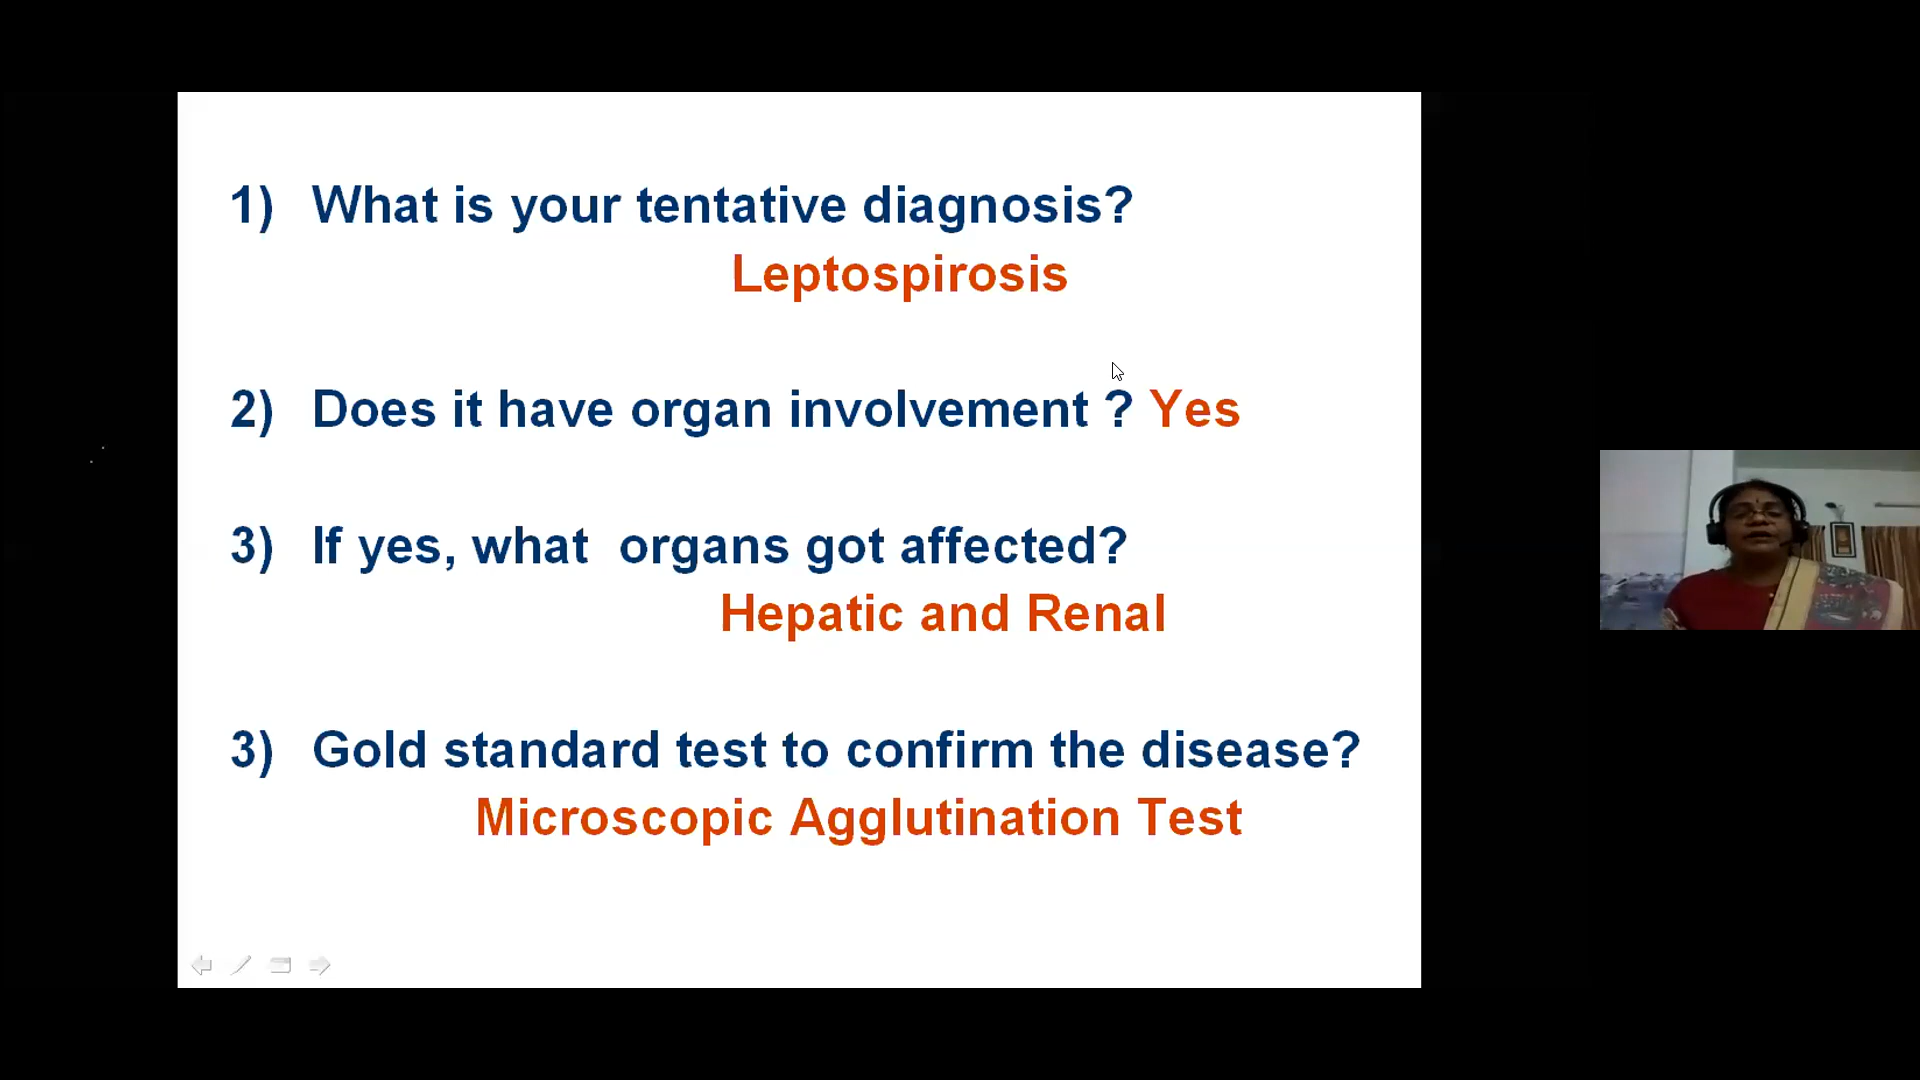 1) What is your tentative diagnosis?
Leptospirosis
2) Does it have organ involvement ? Yes
3) If yes, what organs got affected?
Hepatic and Renal
3) Gold standard test to confirm the disease?
Microscopic Agglutination Test